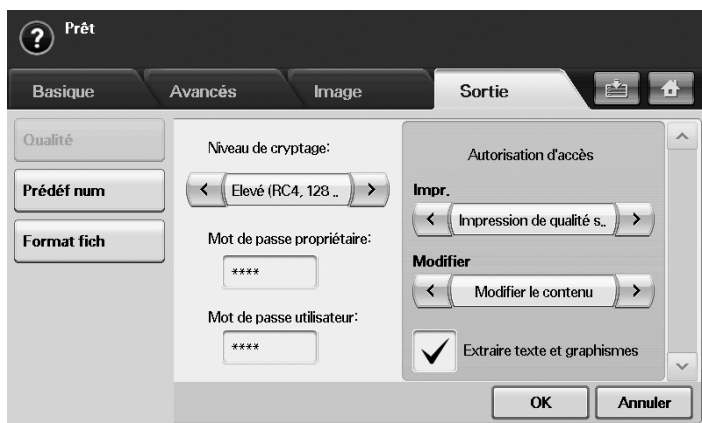 ? Prêt
Basique Avancés Image Sortie
Qualité
Prédéf num
Format fich
Niveau de cryptage:
< Elevé (RC4, 128 .. >
Mot de passe propriétaire:
****
Mot de passe utilisateur:
****
Autorisation d'accès
Impr.
< Impression de qualité s.. >
Modifier
< Modifier le contenu >
Extraire texte et graphismes
OK Annuler